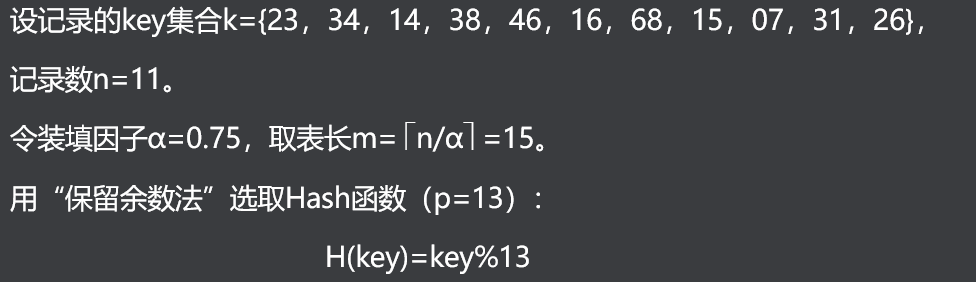 设记录的key集合k={23，34，14，38，46，16，68，15，07，31，26}，
记录数n=11。
令装填因子α=0.75，取表长m=⌈n/α⌉=15。
用“保留余数法”选取Hash函数（p=13）：
H(key)=key%13